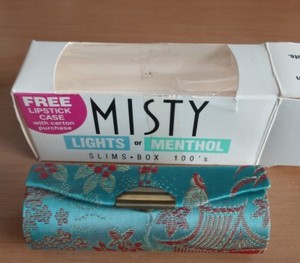 FREE
LIPSTICK
CASE
with carton
purchase
MISTY
LIGHTS or MENTHOL
SLIMS • BOX 100's